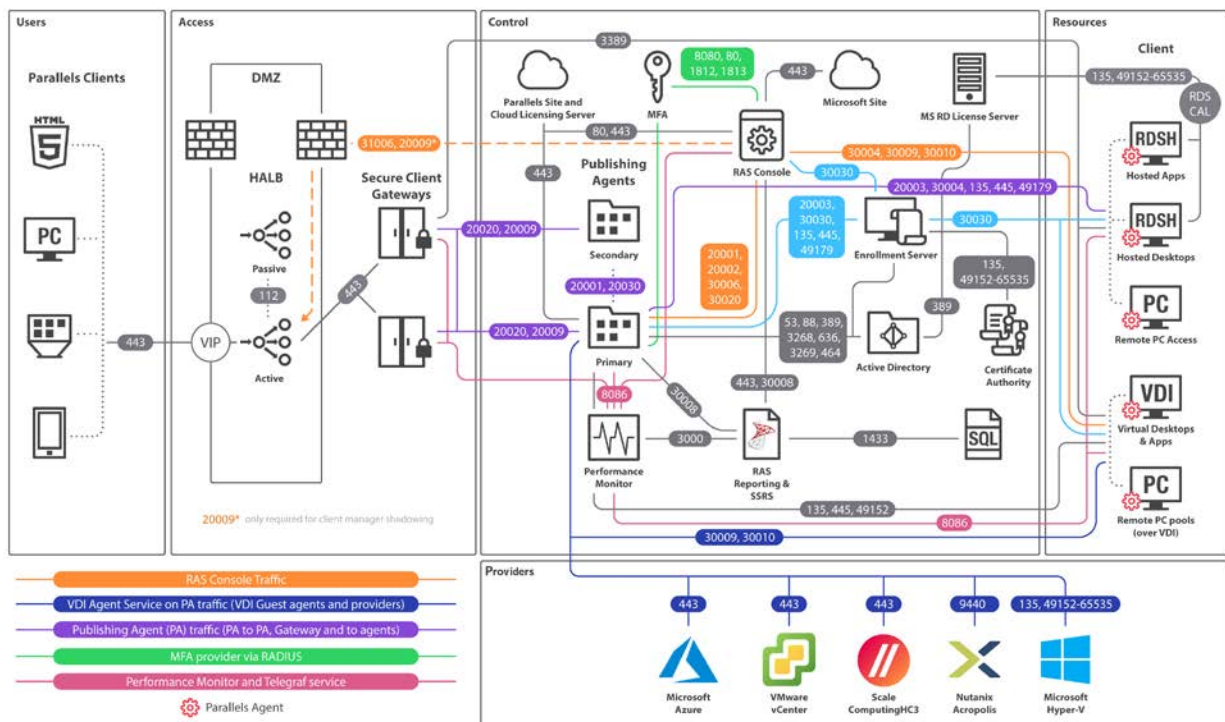 Users
Access
Control
Resources
Parallels Clients
HTML
5
PC
443
DMZ
HALB
Passive
112
Active
VIP
443
31006, 20009*
Secure Client
Gateways
20009* only required for client manager shadowing
3389
Parallels Site and
Cloud Licensing Server
MFA
8080, 80,
1812, 1813
443
Microsoft Site
MS RD License Server
135, 49152-65535
RDS
CAL
80, 443
RAS Console
443
Publishing
Agents
30004, 30009, 30010
30030
20003, 30004, 135, 445, 49179
20020, 20009
Secondary
20003,
30030,
135, 445,
49179
Enrollment Server
30030
20001,
20002,
30006,
30020
135,
49152-65535
20001, 20030
389
20020, 20009
Primary
53, 88, 389,
3268, 636,
3269, 464
Active Directory
Certificate
Authority
8086
30008
443, 30008
Performance
Monitor
3000
RAS
Reporting &
SSRS
1433
SQL
135, 445, 49152
8086
30009, 30010
Client
RDSH
Hosted Apps
RDSH
Hosted Desktops
PC
Remote PC Access
VDI
Virtual Desktops
& Apps
PC
Remote PC pools
(over VDI)
RAS Console Traffic
VDI Agent Service on PA traffic (VDI Guest agents and providers)
Publishing Agent (PA) traffic (PA to PA, Gateway and to agents)
MFA provider via RADIUS
Performance Monitor and Telegraf service
Parallels Agent
Providers
443
443
443
9440
135, 49152-65535
Microsoft
Azure
VMware
vCenter
Scale
ComputingHC3
Nutanix
Acropolis
Microsoft
Hyper-V